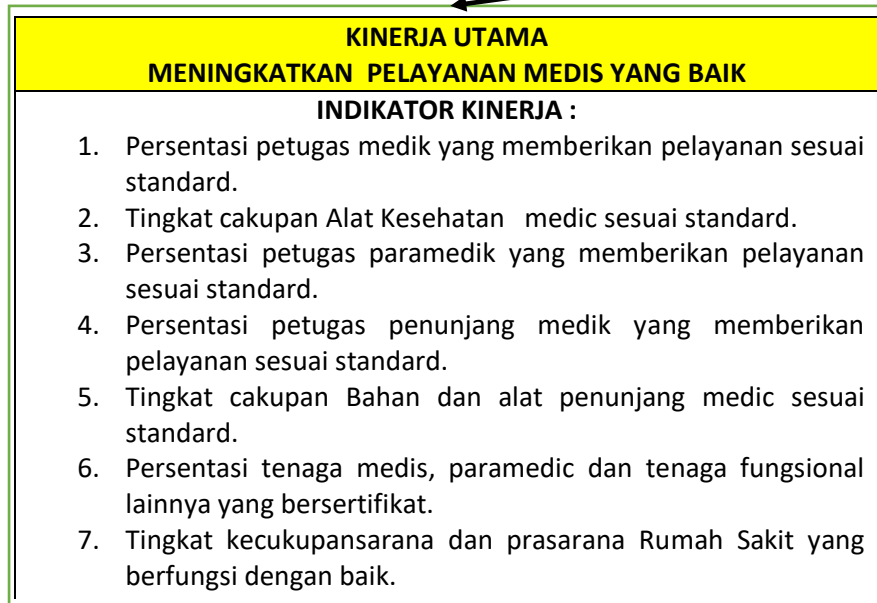 KINERJA UTAMA
MENINGKATKAN PELAYANAN MEDIS YANG BAIK
INDIKATOR KINERJA :
1. Persentasi petugas medik yang memberikan pelayanan sesuai
standard.
2. Tingkat cakupan Alat Kesehatan medic sesuai standard.
3. Persentasi petugas paramedik yang memberikan pelayanan
sesuai standard.
4. Persentasi petugas penunjang medik yang memberikan
pelayanan sesuai standard.
5. Tingkat cakupan Bahan dan alat penunjang medic sesuai
standard.
6. Persentasi tenaga medis, paramedic dan tenaga fungsional
lainnya yang bersertifikat.
7. Tingkat kecukupansarana dan prasarana Rumah Sakit yang
berfungsi dengan baik.